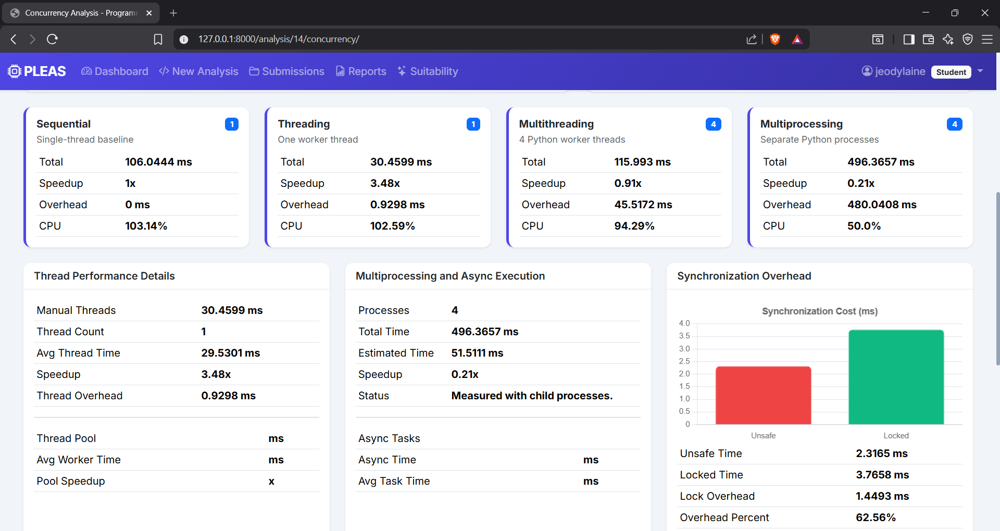 Concurrency Analysis - Program
127.0.0.1:8000/analysis/14/concurrency/
PLEAS
Dashboard
New Analysis
Submissions
Reports
Suitability
jeodylaine
Student
Sequential
1
Single-thread baseline
Total 106.0444 ms
Speedup 1x
Overhead 0 ms
CPU 103.14%
Threading
1
One worker thread
Total 30.4599 ms
Speedup 3.48x
Overhead 0.9298 ms
CPU 102.59%
Multithreading
4
4 Python worker threads
Total 115.993 ms
Speedup 0.91x
Overhead 45.5172 ms
CPU 94.29%
Multiprocessing
4
Separate Python processes
Total 496.3657 ms
Speedup 0.21x
Overhead 480.0408 ms
CPU 50.0%
Thread Performance Details
Manual Threads 30.4599 ms
Thread Count 1
Avg Thread Time 29.5301 ms
Speedup 3.48x
Thread Overhead 0.9298 ms
Thread Pool ms
Avg Worker Time ms
Pool Speedup x
Multiprocessing and Async Execution
Processes 4
Total Time 496.3657 ms
Estimated Time 51.5111 ms
Speedup 0.21x
Status Measured with child processes.
Async Tasks
Async Time ms
Avg Task Time ms
Synchronization Overhead
Synchronization Cost (ms)
4.0
3.5
3.0
2.5
2.0
1.5
1.0
0.5
0
Unsafe Locked
Unsafe Time 2.3165 ms
Locked Time 3.7658 ms
Lock Overhead 1.4493 ms
Overhead Percent 62.56%